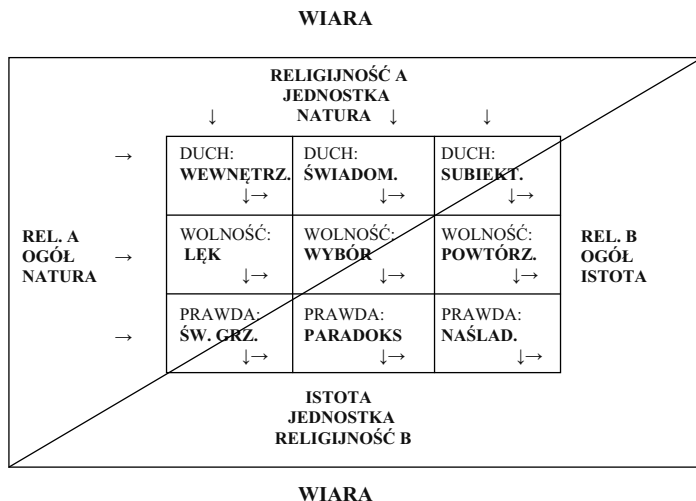 WIARA
RELIGIJNOŚĆ A
JEDNOSTKA
NATURA
↓ ↓ ↓
→ DUCH: DUCH: DUCH:
WEWNĘTRZ. ŚWIADOM. SUBIEKT.
↓→ ↓→ ↓→
REL. A
OGÓŁ
NATURA
→ WOLNOŚĆ: WOLNOŚĆ: WOLNOŚĆ:
LĘK WYBÓR POWTÓRZ.
↓→ ↓→ ↓→
REL. B
OGÓŁ
ISTOTA
→ PRAWDA: PRAWDA: PRAWDA:
ŚW. GRZ. PARADOKS NAŚLAD.
↓→ ↓→ ↓→
ISTOTA
JEDNOSTKA
RELIGIJNOŚĆ B
WIARA